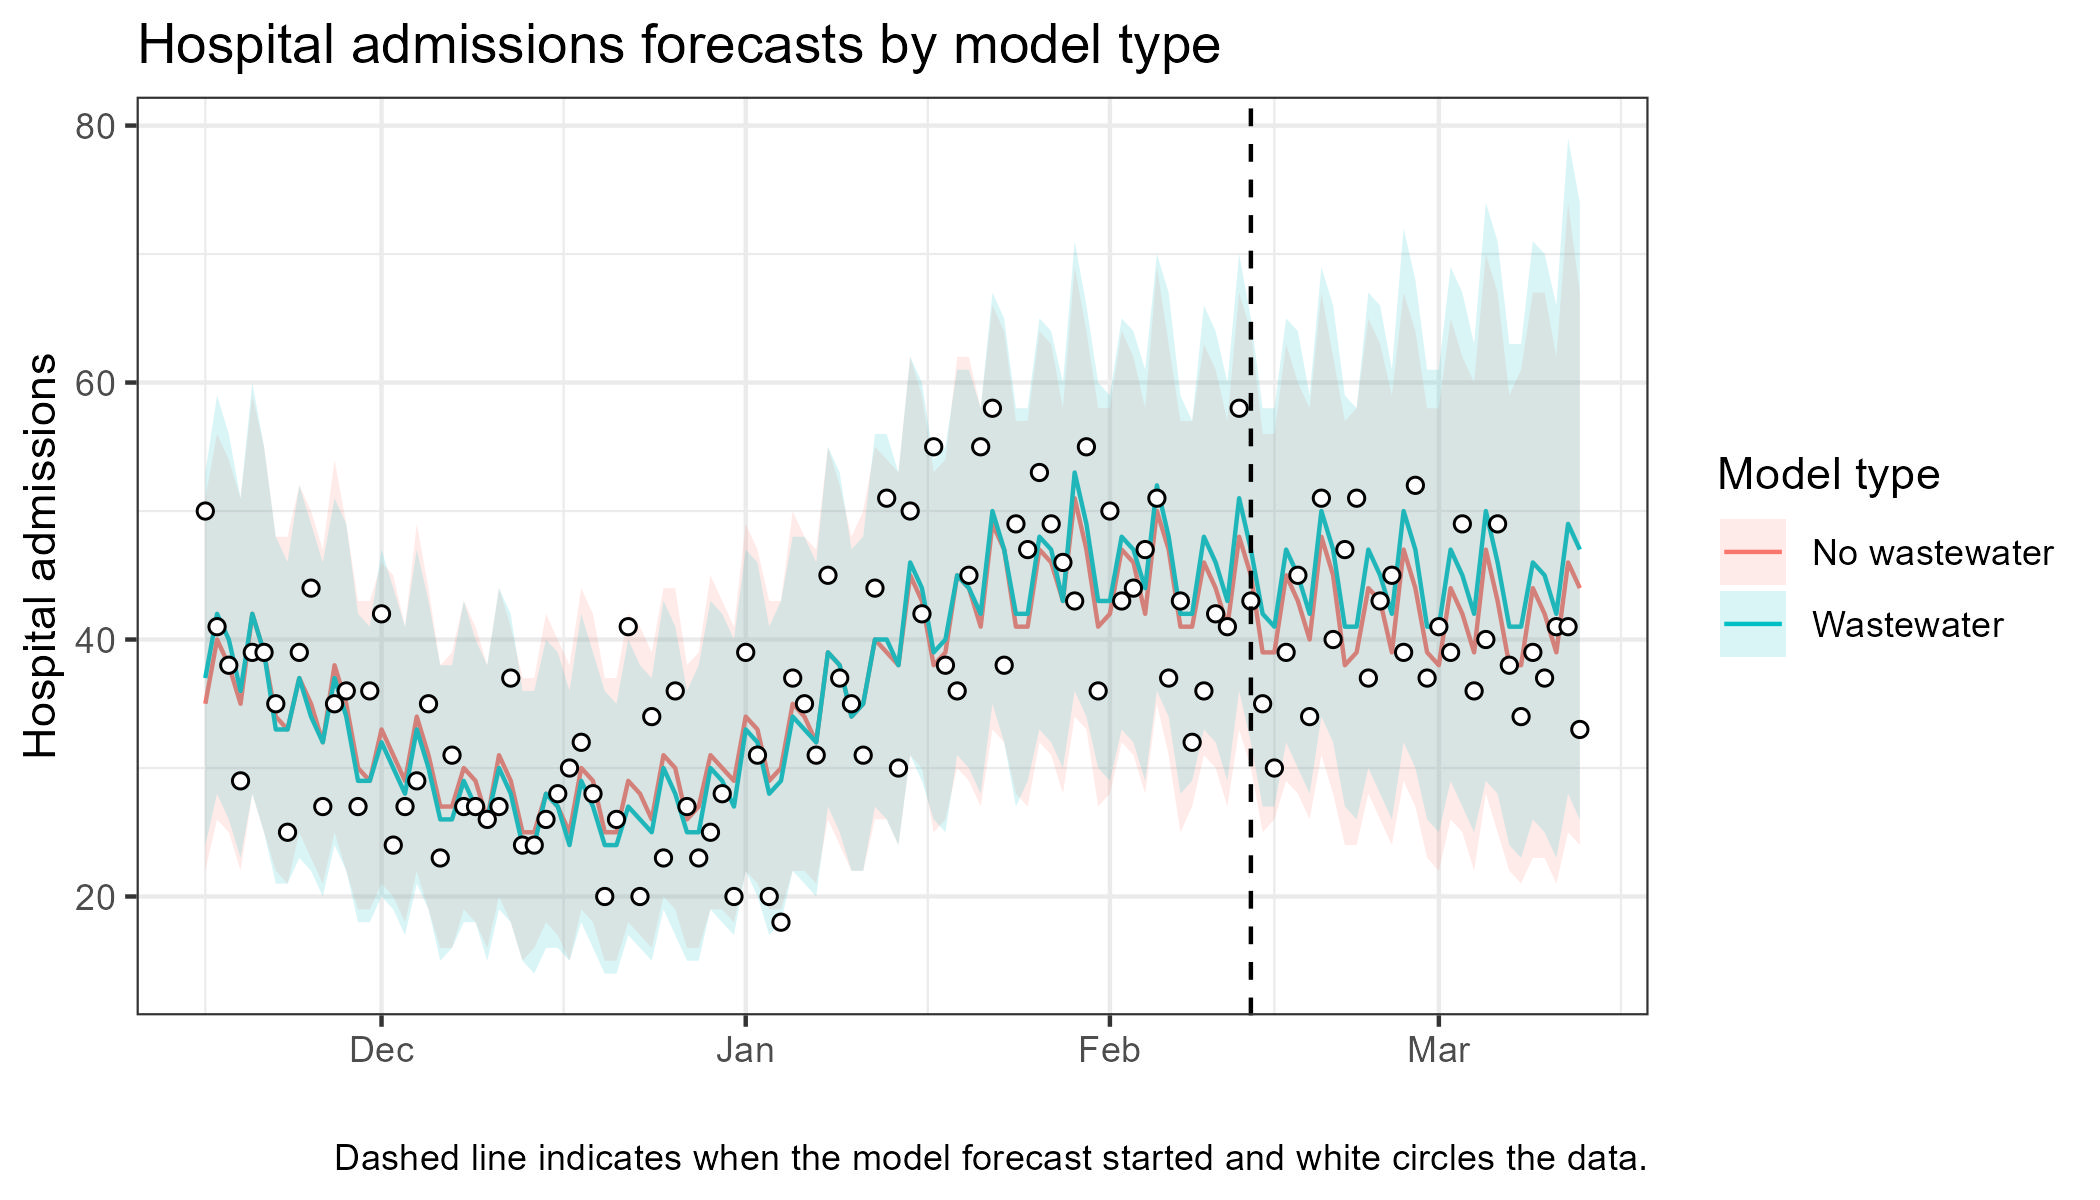 Hospital admissions forecasts by model type
Hospital admissions
80
60
40
20
Dec
Jan
Feb
Mar
Model type
No wastewater
Wastewater
Dashed line indicates when the model forecast started and white circles the data.